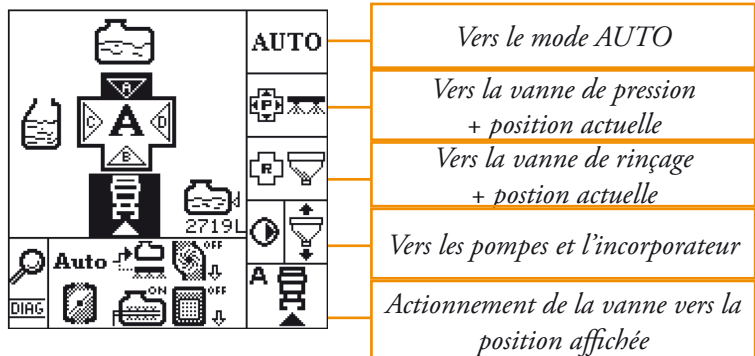 AUTO
Vers le mode AUTO
A
C A D
B
P
Vers la vanne de pression
+ position actuelle
R
Vers la vanne de rinçage
+ postion actuelle
2719L
Vers les pompes et l'incorporateur
Auto
OFF
ON
OFF
DIAG
A
Actionnement de la vanne vers la
position affichée